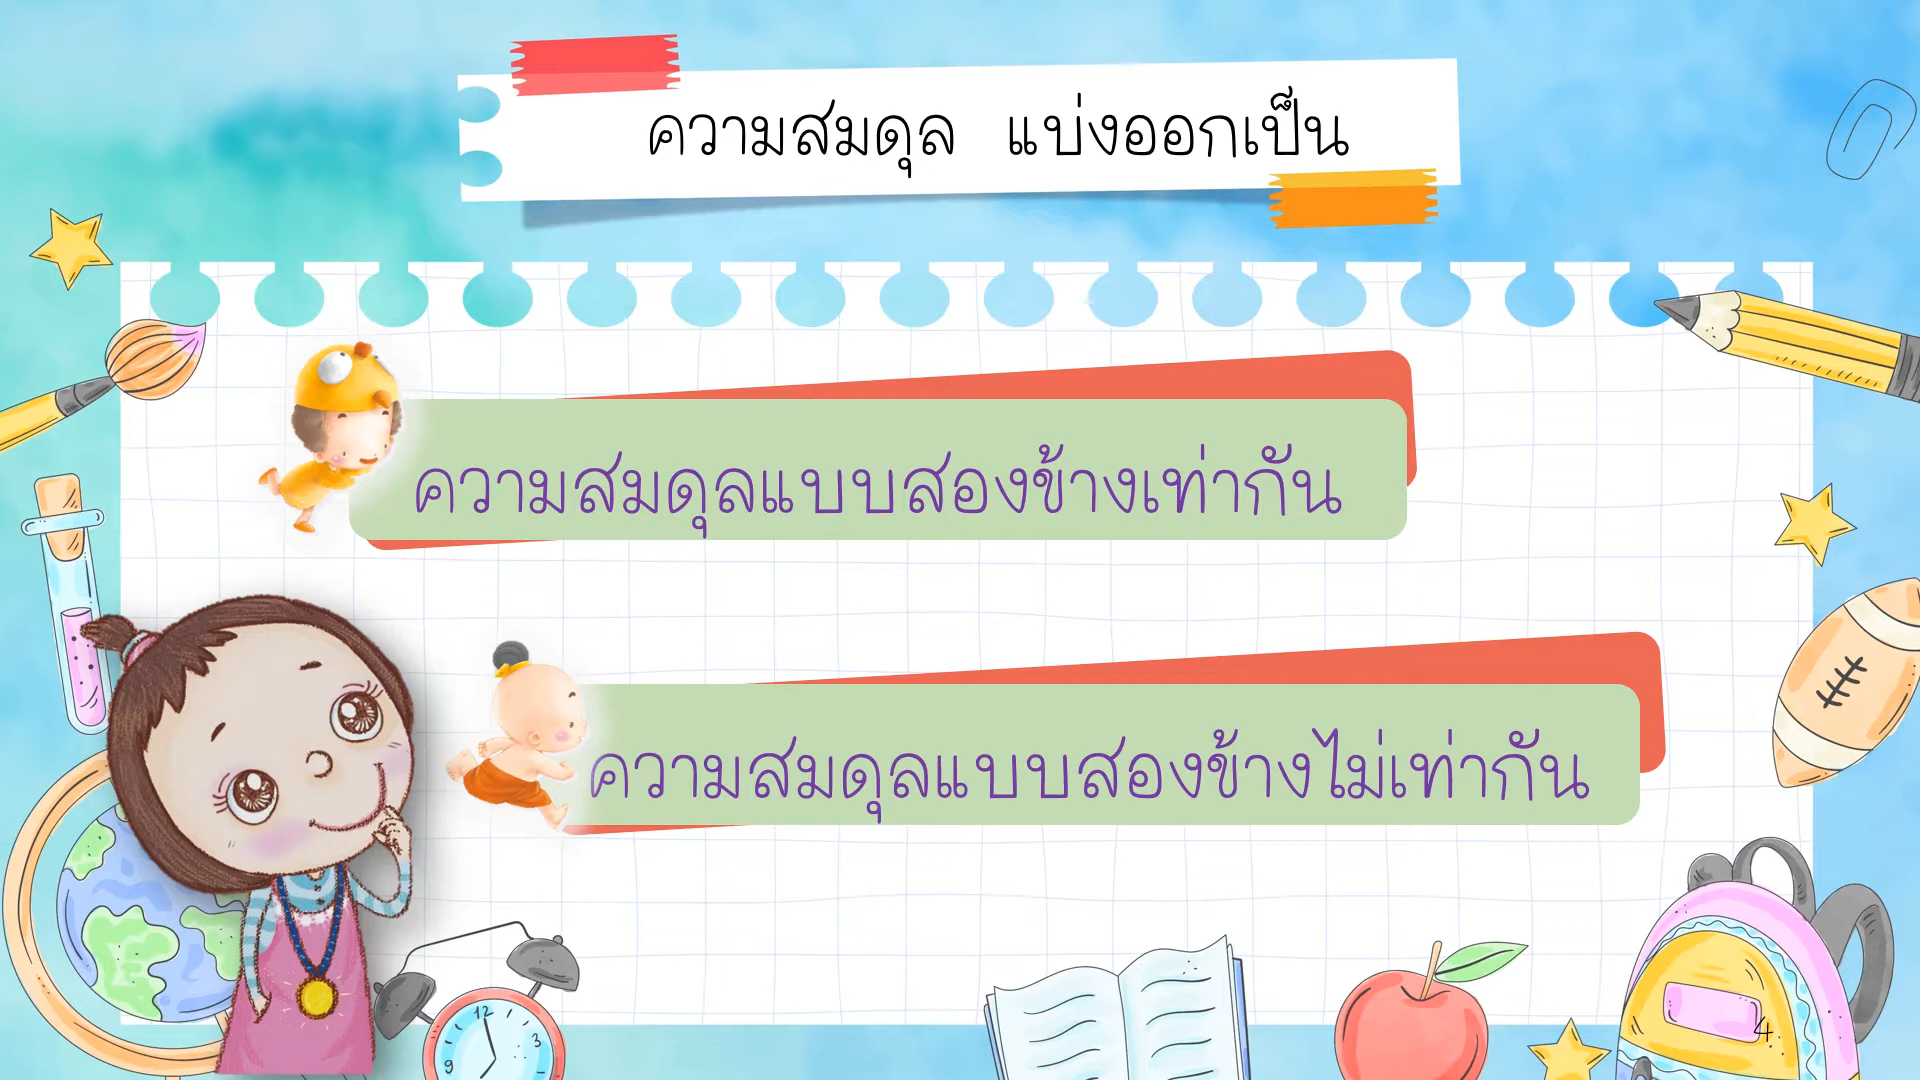 ความสมดุล แบ่งออกเป็น
ความสมดุลแบบสองข้างเท่ากัน
ความสมดุลแบบสองข้างไม่เท่ากัน
12
3
9
4